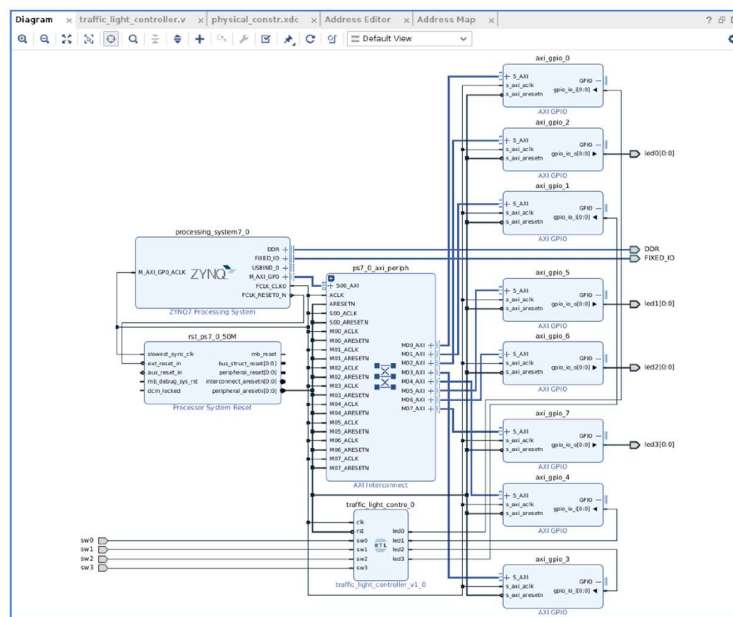 Diagram × traffic_light_controller.v × physical_constr.xdc × Address Editor × Address Map × ?
Default View
axi_gpio_0
S_AXI
s_axi_aclk
s_axi_aresetn
GPIO
gpio_io_i[0:0]
AXI GPIO
axi_gpio_2
S_AXI
s_axi_aclk
s_axi_aresetn
GPIO
gpio_io_o[0:0]
AXI GPIO
led0[0:0]
axi_gpio_1
S_AXI
s_axi_aclk
s_axi_aresetn
GPIO
gpio_io_i[0:0]
AXI GPIO
processing_system7_0
M_AXI_GP0_ACLK
ZYNQ
DDR
FIXED_IO
USBIND_0
M_AXI_GP0
FCLK_CLK0
FCLK_RESET0_N
ZYNQ7 Processing System
DDR
FIXED_IO
rst_ps7_0_50M
slowest_sync_clk
ext_reset_in
aux_reset_in
mb_debug_sys_rst
dcm_locked
mb_reset
bus_struct_reset[0:0]
peripheral_reset[0:0]
interconnect_aresetn[0:0]
peripheral_aresetn[0:0]
Processor System Reset
ps7_0_axi_periph
S00_AXI
ACLK
ARESETN
S00_ACLK
S00_ARESETN
M00_ACLK
M00_ARESETN
M01_ACLK
M01_ARESETN
M02_ACLK
M02_ARESETN
M03_ACLK
M03_ARESETN
M04_ACLK
M04_ARESETN
M05_ACLK
M05_ARESETN
M06_ACLK
M06_ARESETN
M07_ACLK
M07_ARESETN
M00_AXI
M01_AXI
M02_AXI
M03_AXI
M04_AXI
M05_AXI
M06_AXI
M07_AXI
AXI Interconnect
axi_gpio_5
S_AXI
s_axi_aclk
s_axi_aresetn
GPIO
gpio_io_o[0:0]
AXI GPIO
led1[0:0]
axi_gpio_6
S_AXI
s_axi_aclk
s_axi_aresetn
GPIO
gpio_io_o[0:0]
AXI GPIO
led2[0:0]
axi_gpio_7
S_AXI
s_axi_aclk
s_axi_aresetn
GPIO
gpio_io_o[0:0]
AXI GPIO
led3[0:0]
axi_gpio_4
S_AXI
s_axi_aclk
s_axi_aresetn
GPIO
gpio_io_i[0:0]
AXI GPIO
traffic_light_contro_0
clk
rst
sw0
sw1
sw2
sw3
RTL
led0
led1
led2
led3
traffic_light_controller_v1_0
sw0
sw1
sw2
sw3
axi_gpio_3
S_AXI
s_axi_aclk
s_axi_aresetn
GPIO
gpio_io_i[0:0]
AXI GPIO